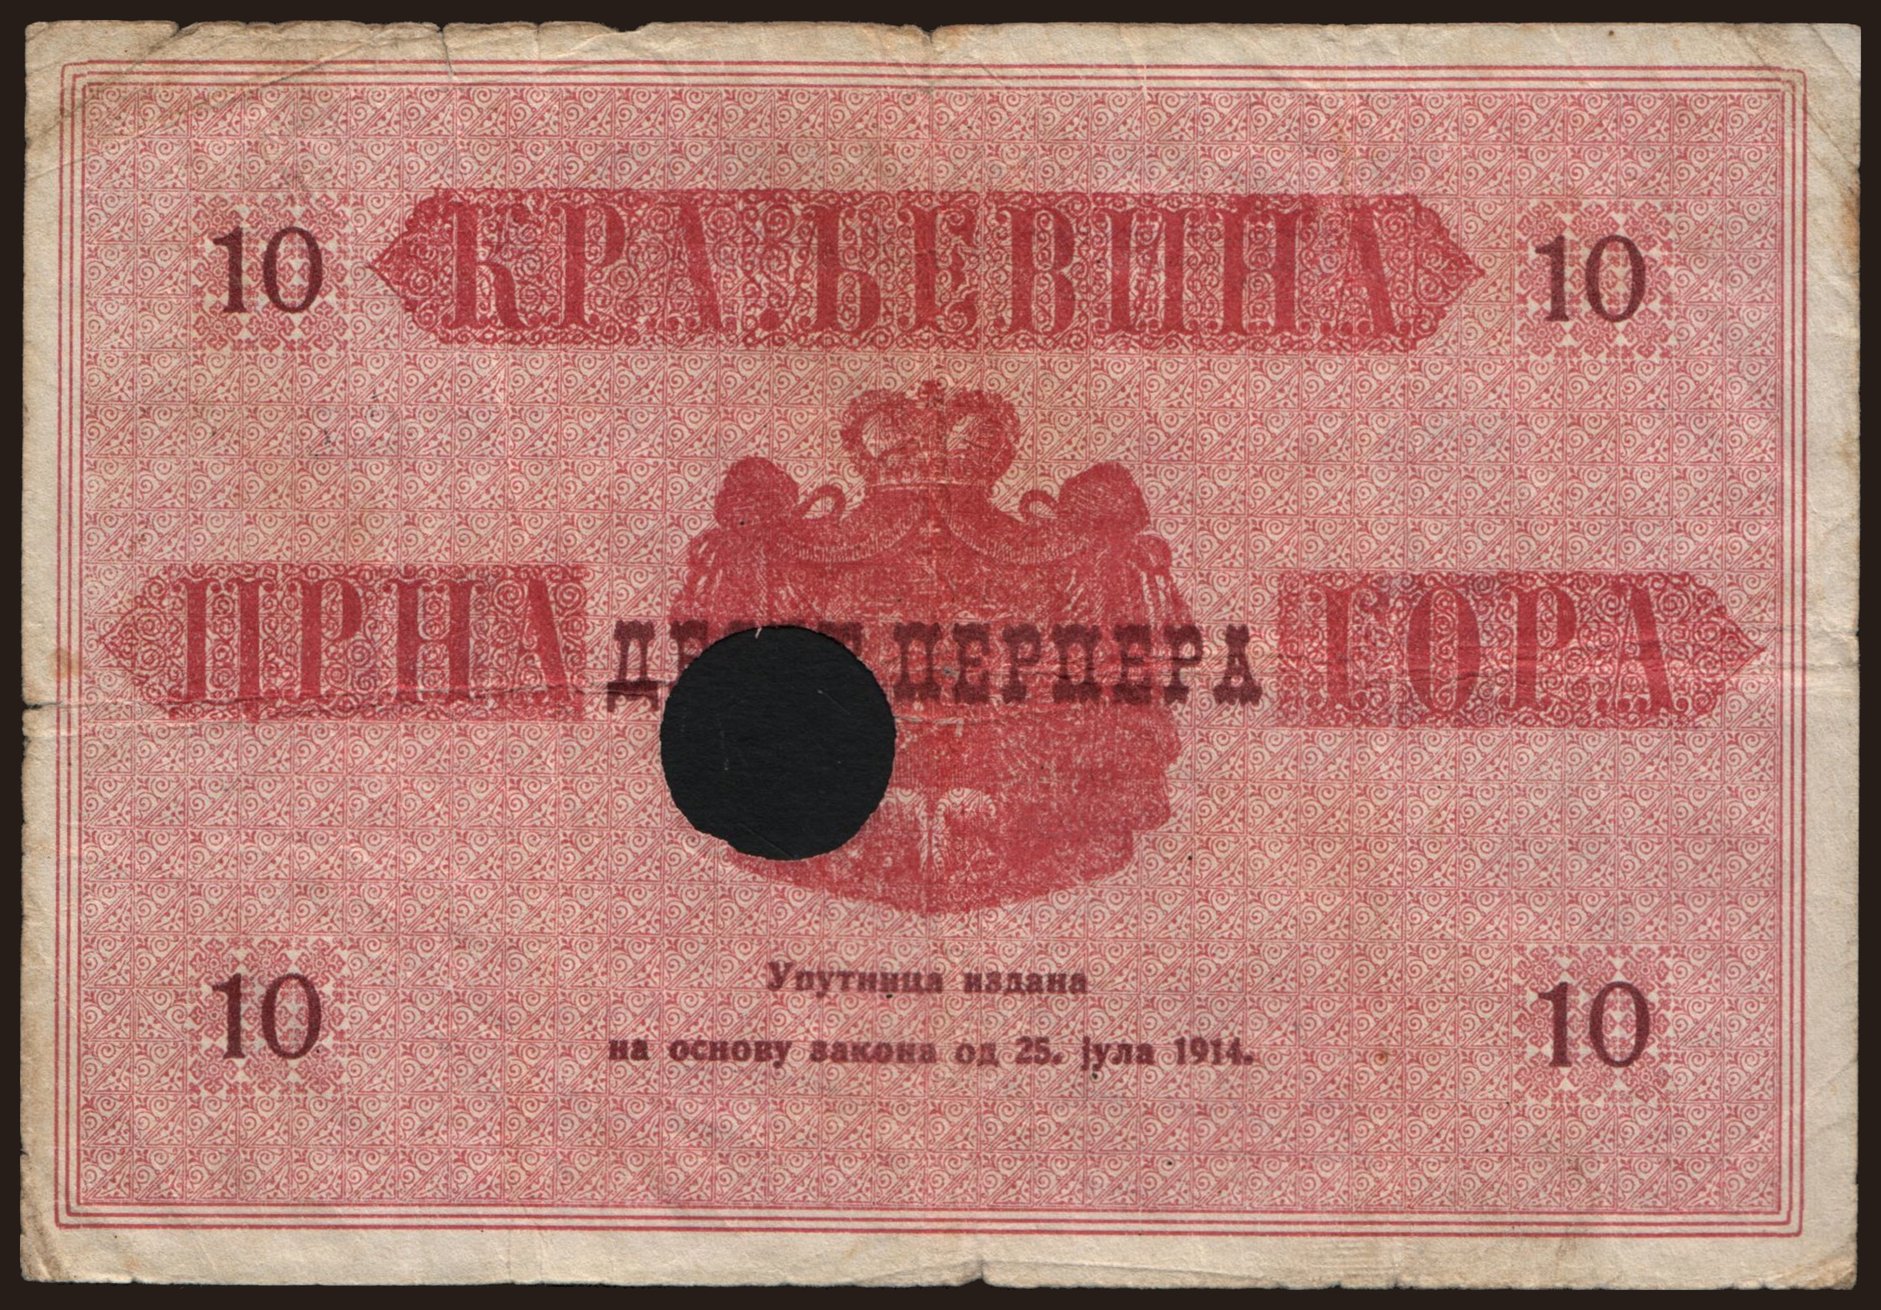 10 КРАЉЕВИНА 10
ЦРНА ПЕРПЕРА ГОРА
Упутница издана
на основу закона од 25. јула 1914.
10 10